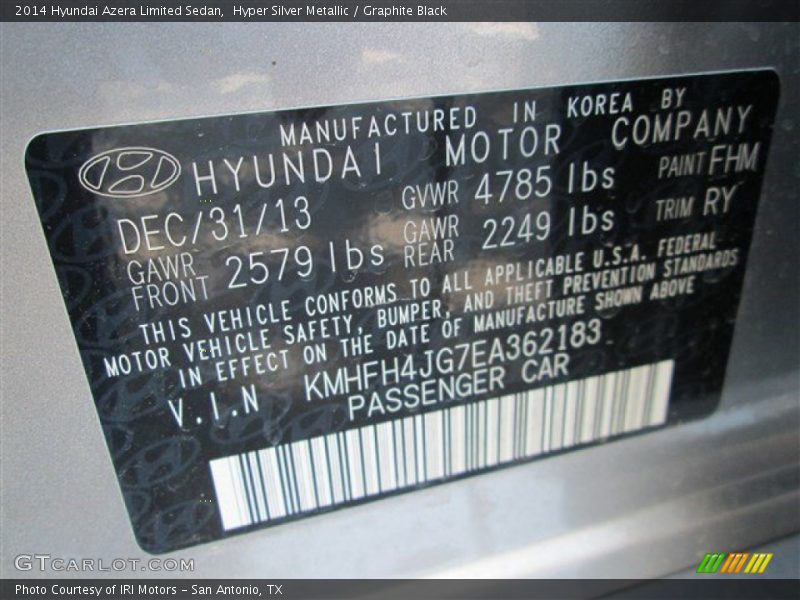 2014 Hyundai Azera Limited Sedan,  Hyper Silver Metallic / Graphite Black
MANUFACTURED IN KOREA BY
HYUNDAI MOTOR COMPANY
DEC/31/13 GVWR 4785 lbs PAINT FHM
GAWR FRONT 2579 lbs GAWR REAR 2249 lbs TRIM RY
THIS VEHICLE CONFORMS TO ALL APPLICABLE U.S.A. FEDERAL
MOTOR VEHICLE SAFETY, BUMPER, AND THEFT PREVENTION STANDARDS
IN EFFECT ON THE DATE OF MANUFACTURE SHOWN ABOVE
V.I.N KMHFH4JG7EA362183
PASSENGER CAR
GTCARLOT.COM
Photo Courtesy of IRI Motors – San Antonio, TX